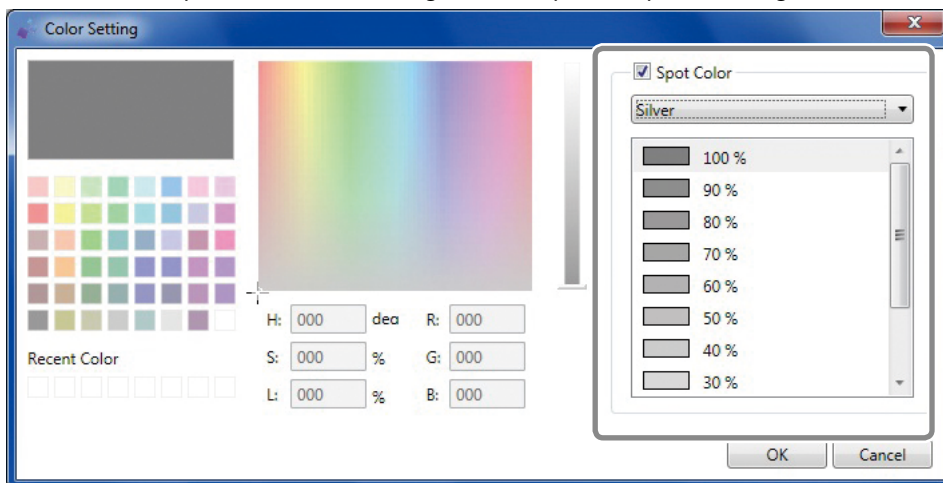 Color Setting
Spot Color
Silver
100 %
90 %
80 %
70 %
60 %
50 %
40 %
30 %
H: 000 deg R: 000
S: 000 % G: 000
L: 000 % B: 000
Recent Color
OK Cancel